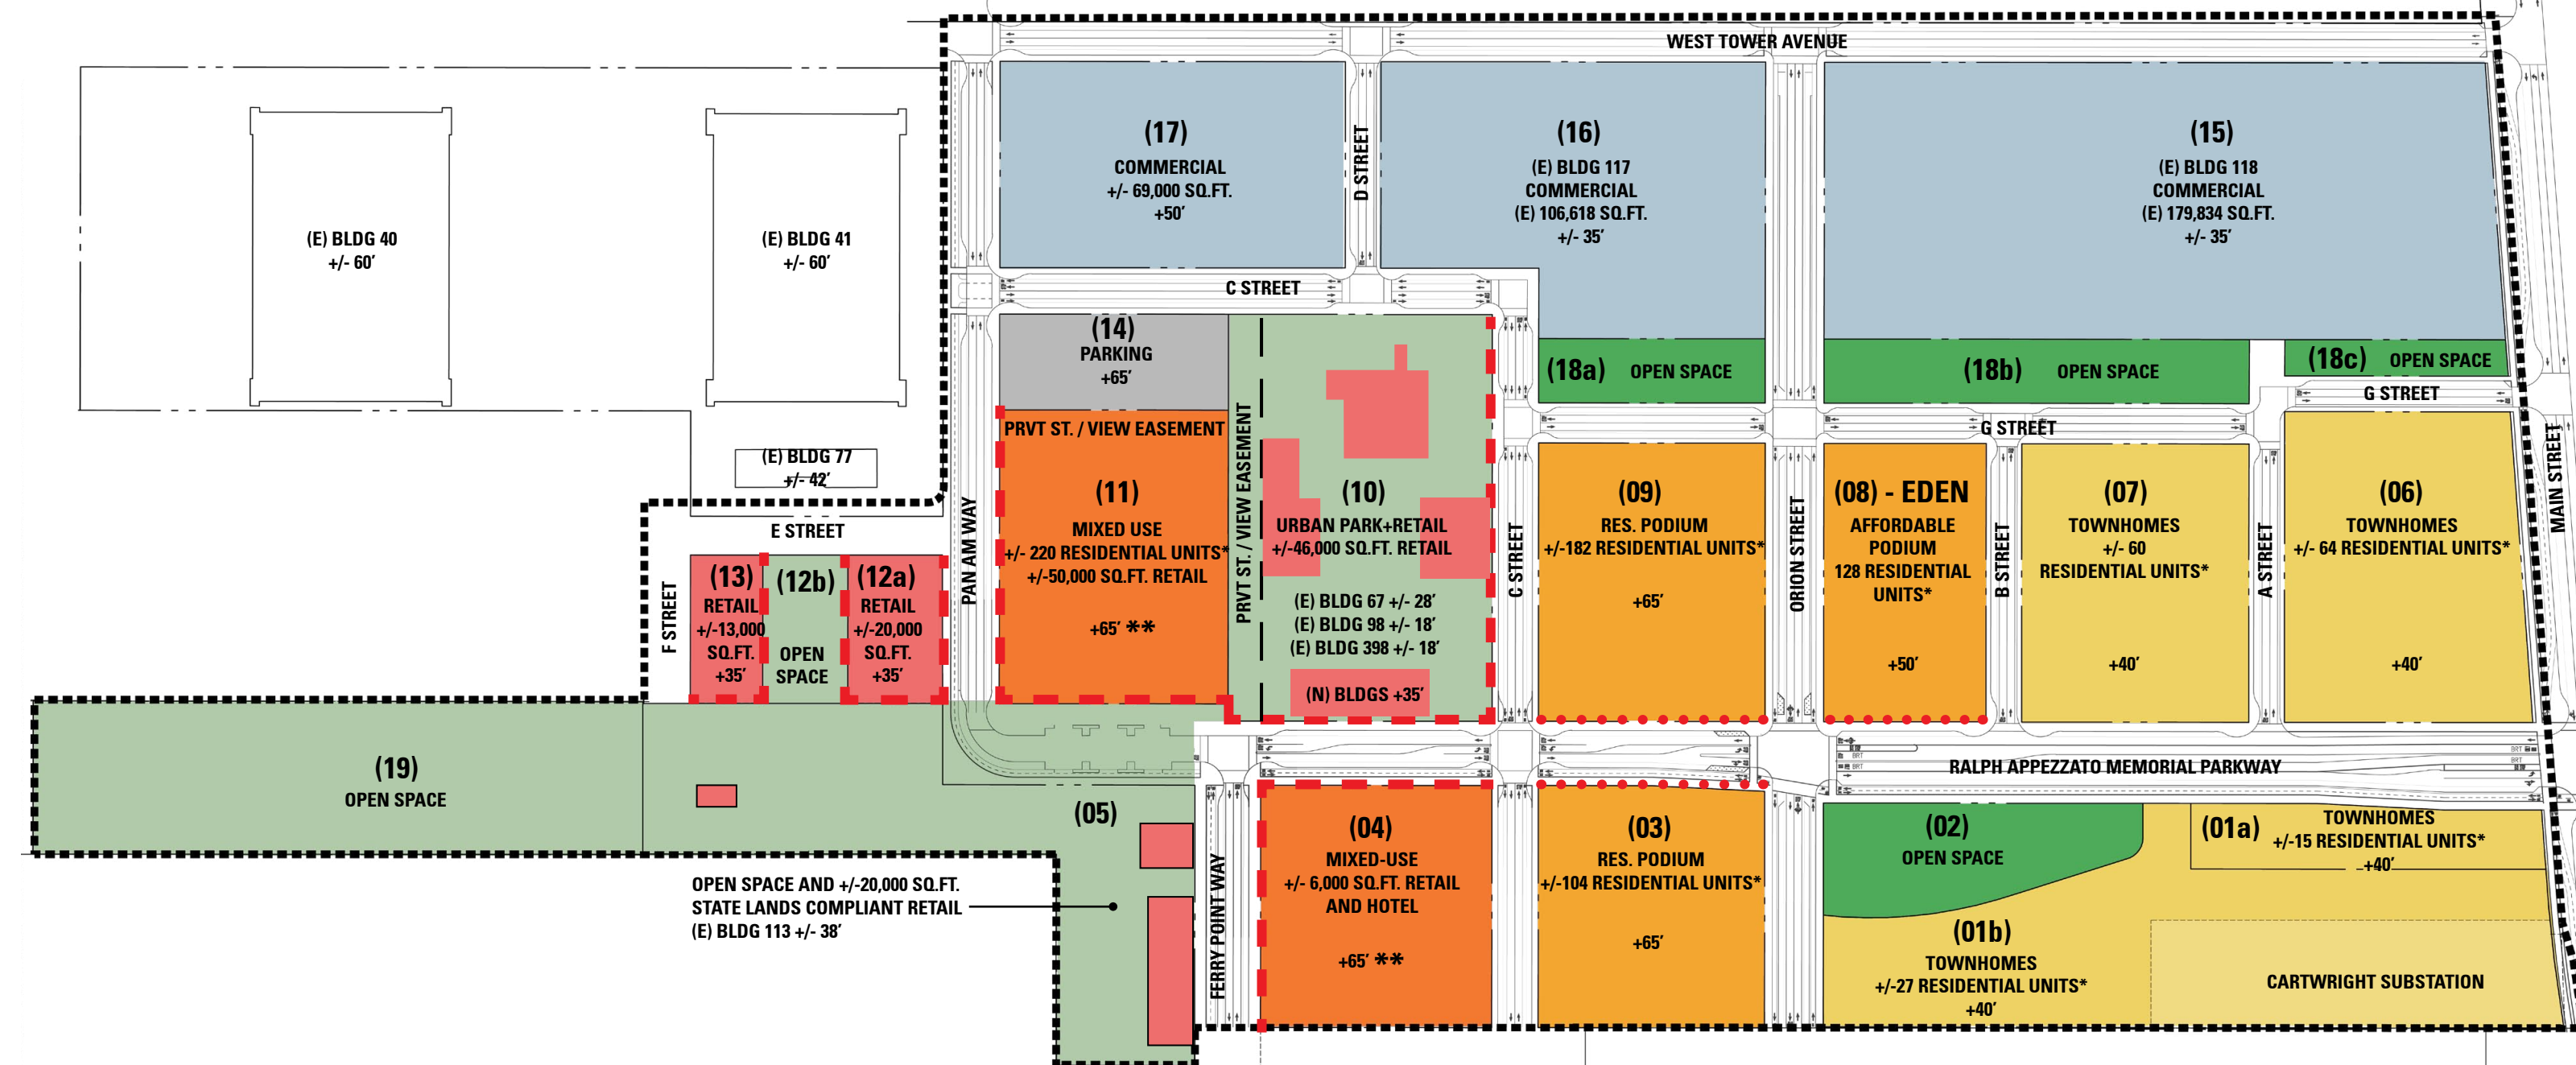 WEST TOWER AVENUE
(17)
COMMERCIAL
+/- 69,000 SQ.FT.
+50′
D STREET
(16)
(E) BLDG 117
COMMERCIAL
(E) 106,618 SQ.FT.
+/- 35′
(15)
(E) BLDG 118
COMMERCIAL
(E) 179,834 SQ.FT.
+/- 35′
(E) BLDG 40
+/- 60′
(E) BLDG 41
+/- 60′
C STREET
(14)
PARKING
+65′
(18a) OPEN SPACE
(18b) OPEN SPACE
(18c) OPEN SPACE
G STREET
G STREET
MAIN STREET
(E) BLDG 77
+/- 42′
E STREET
F STREET
(13)
RETAIL
+/-13,000
SQ.FT.
+35′
(12b)
OPEN
SPACE
(12a)
RETAIL
+/-20,000
SQ.FT.
+35′
PAN AM WAY
PRVT ST. / VIEW EASEMENT
(11)
MIXED USE
+/- 220 RESIDENTIAL UNITS*
+/-50,000 SQ.FT. RETAIL
+65′ **
PRVT ST. / VIEW EASEMENT
(10)
URBAN PARK+RETAIL
+/-46,000 SQ.FT. RETAIL
(E) BLDG 67 +/- 28′
(E) BLDG 98 +/- 18′
(E) BLDG 398 +/- 18′
(N) BLDGS +35′
C STREET
(09)
RES. PODIUM
+/-182 RESIDENTIAL UNITS*
+65′
ORION STREET
(08) - EDEN
AFFORDABLE
PODIUM
128 RESIDENTIAL
UNITS*
+50′
B STREET
(07)
TOWNHOMES
+/- 60
RESIDENTIAL UNITS*
+40′
A STREET
(06)
TOWNHOMES
+/- 64 RESIDENTIAL UNITS*
+40′
BRT
BRT
BRT
BRT
RALPH APPEZZATO MEMORIAL PARKWAY
(19)
OPEN SPACE
(05)
OPEN SPACE AND +/-20,000 SQ.FT.
STATE LANDS COMPLIANT RETAIL
(E) BLDG 113 +/- 38′
FERRY POINT WAY
(04)
MIXED-USE
+/- 6,000 SQ.FT. RETAIL
AND HOTEL
+65′ **
(03)
RES. PODIUM
+/-104 RESIDENTIAL UNITS*
+65′
(02)
OPEN SPACE
(01a)
TOWNHOMES
+/-15 RESIDENTIAL UNITS*
+40′
(01b)
TOWNHOMES
+/-27 RESIDENTIAL UNITS*
+40′
CARTWRIGHT SUBSTATION